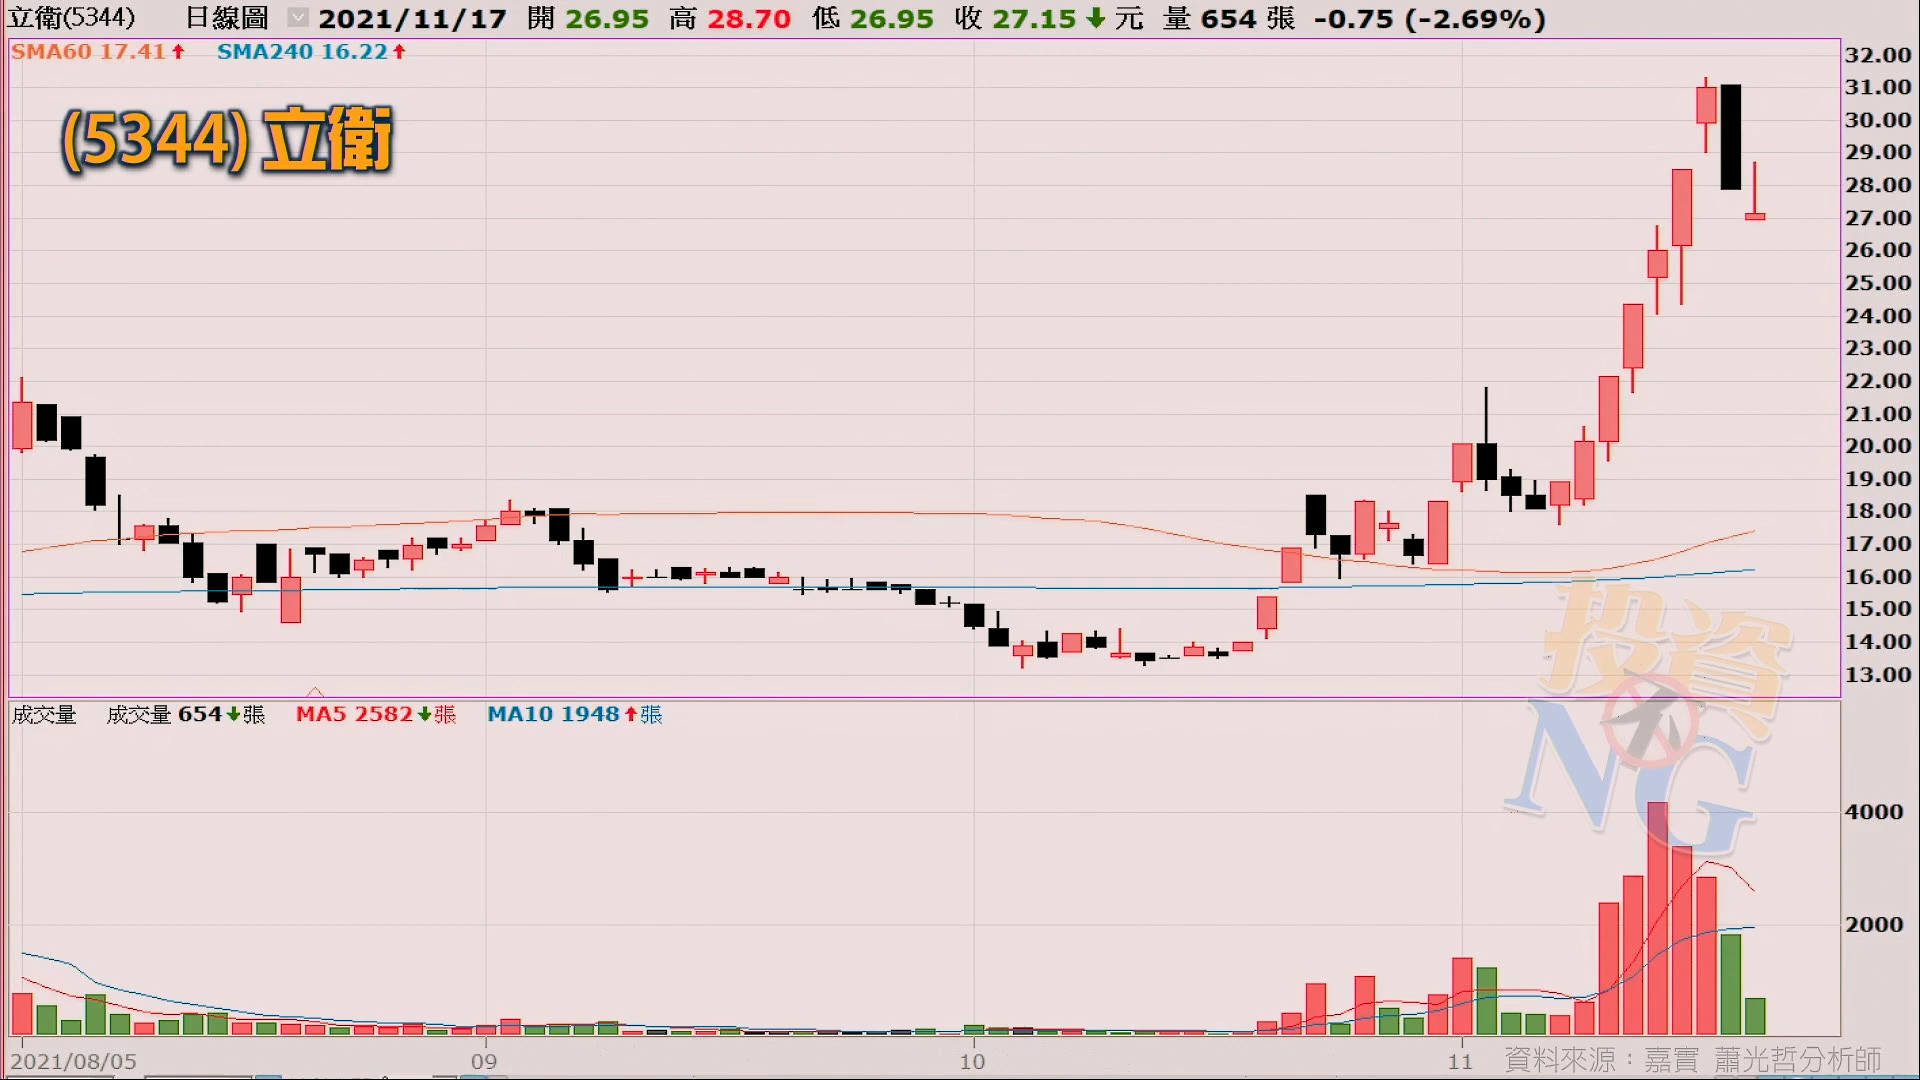 立衛(5344) 日線圖 2021/11/17 開 26.95 高 28.70 低 26.95 收 27.15 元 量 654 張 -0.75 (-2.69%)
SMA60 17.41 SMA240 16.22
(5344) 立衛
32.00
31.00
30.00
29.00
28.00
27.00
26.00
25.00
24.00
23.00
22.00
21.00
20.00
19.00
18.00
17.00
16.00
15.00
14.00
13.00
投資
不
NG
成交量 成交量 654 張 MA5 2582 張 MA10 1948 張
4000
2000
2021/08/05 09 10 11
資料來源：嘉實 蕭光哲分析師